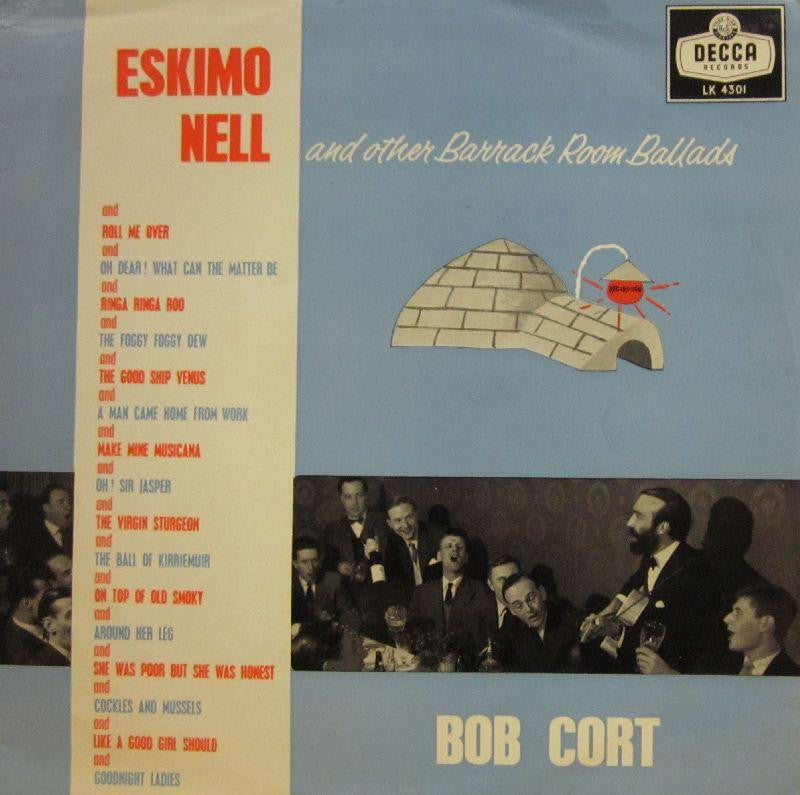 ESKIMO
NELL
and other Barrack Room Ballads
DECCA
RECORDS
LK 4301
and
ROLL ME OVER
and
OH DEAR! WHAT CAN THE MATTER BE
and
RINGA RINGA ROO
and
THE FOGGY FOGGY DEW
and
THE GOOD SHIP VENUS
and
A MAN CAME HOME FROM WORK
and
MAKE MINE MUSICANA
and
OH! SIR JASPER
and
THE VIRGIN STURGEON
and
THE BALL OF KIRRIEMUIR
and
ON TOP OF OLD SMOKY
and
AROUND HER LEG
and
SHE WAS POOR BUT SHE WAS HONEST
and
COCKLES AND MUSSELS
and
LIKE A GOOD GIRL SHOULD
and
GOODNIGHT LADIES
RECORDING
BOB CORT